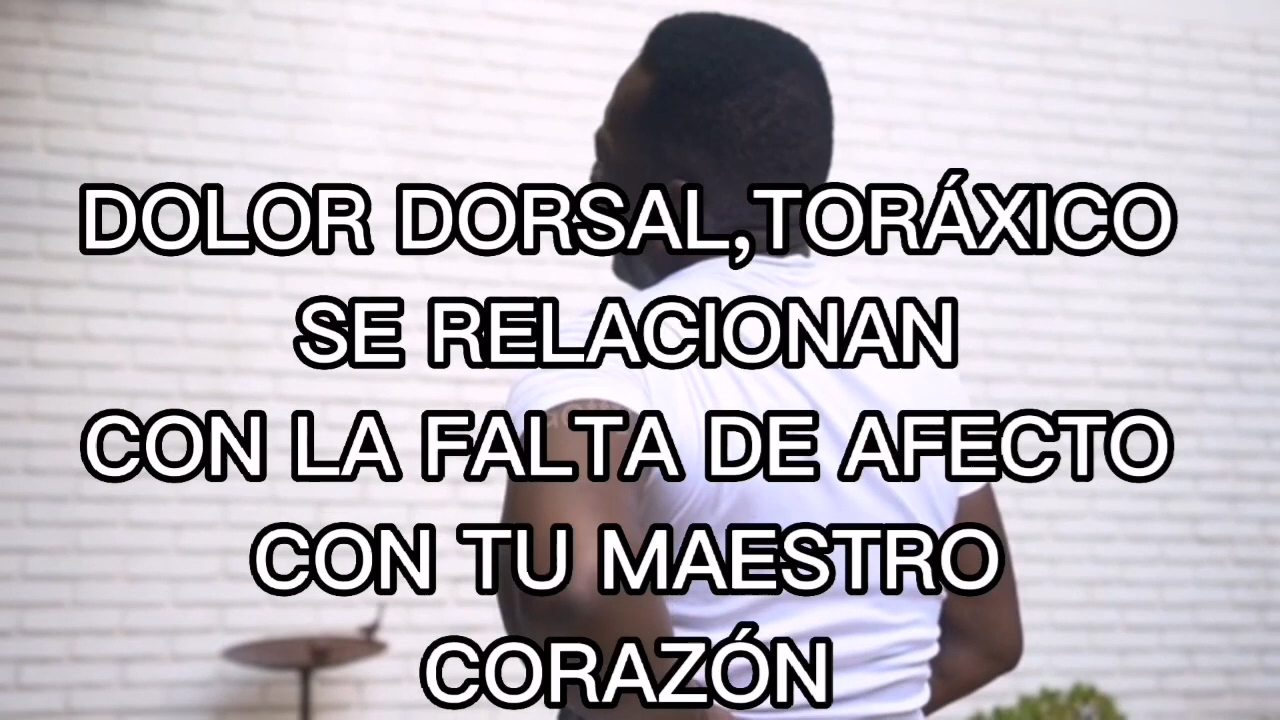 DOLOR DORSAL,TORÁXICO
SE RELACIONAN
CON LA FALTA DE AFECTO
CON TU MAESTRO
CORAZÓN